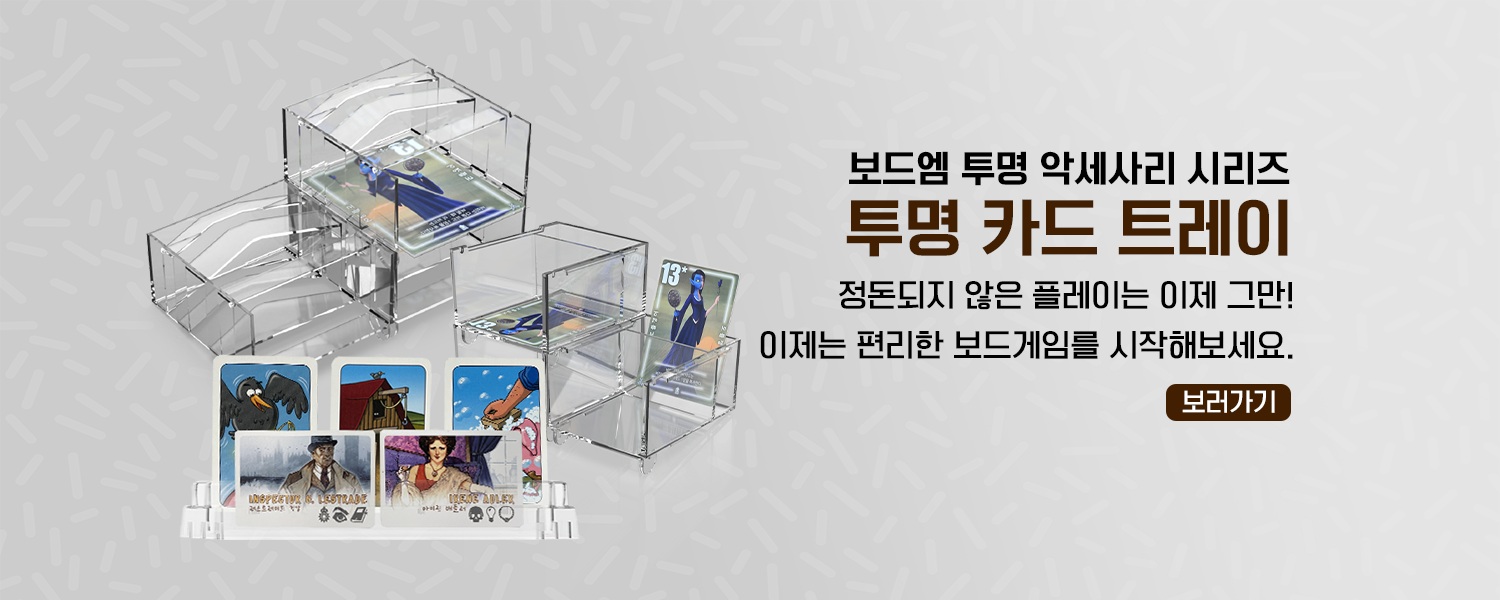 보드엠 투명 악세사리 시리즈
투명 카드 트레이
정돈되지 않은 플레이는 이제 그만!
이제는 편리한 보드게임를 시작해보세요.
보러가기
13*
13
INSPECTOR G. LESTRADE
IRENE ADLER